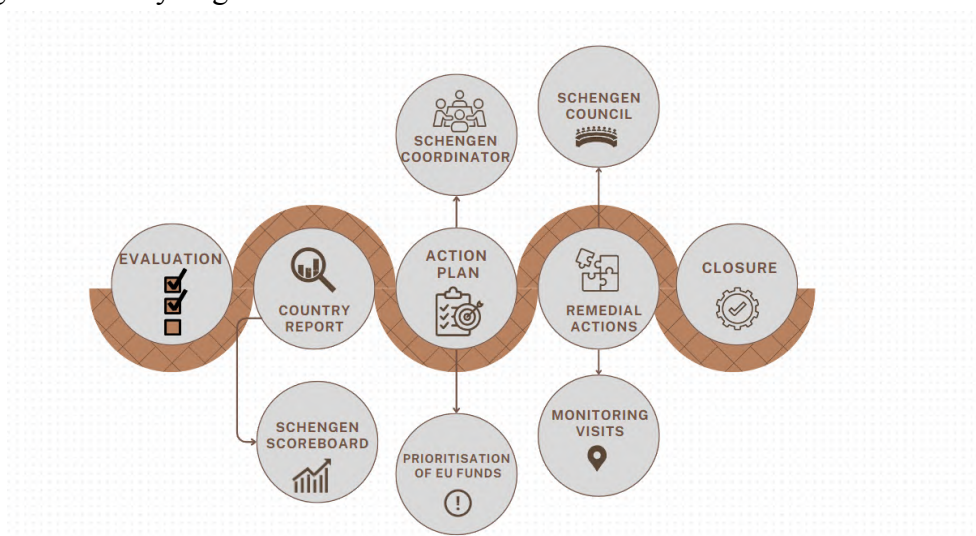 SCHENGEN
COORDINATOR
SCHENGEN
COUNCIL
EVALUATION
COUNTRY
REPORT
ACTION
PLAN
REMEDIAL
ACTIONS
CLOSURE
SCHENGEN
SCOREBOARD
PRIORITISATION
OF EU FUNDS
MONITORING
VISITS